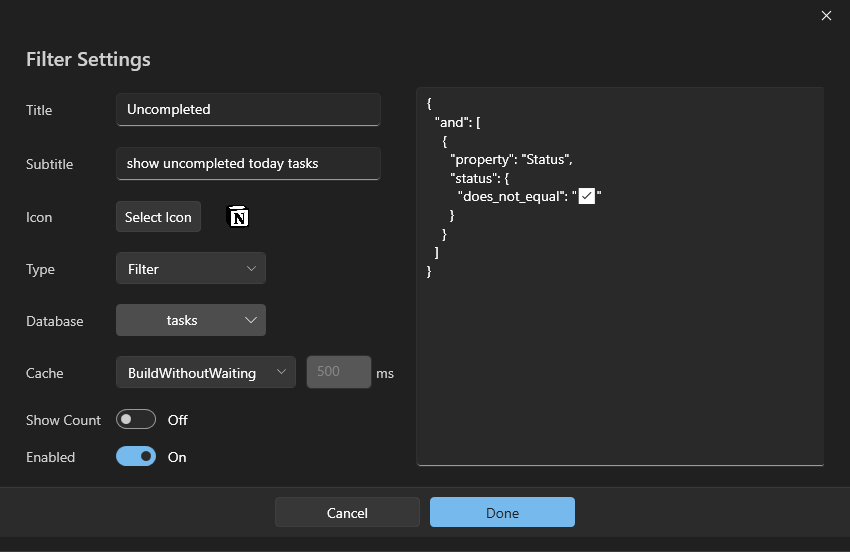 Filter Settings
Title
Uncompleted
Subtitle
show uncompleted today tasks
Icon
Select Icon
N
Type
Filter
Database
tasks
Cache
BuildWithoutWaiting
500
ms
Show Count
Off
Enabled
On
{
"and": [
{
"property": "Status",
"status": {
"does_not_equal": "✅"
}
}
]
}
Cancel
Done